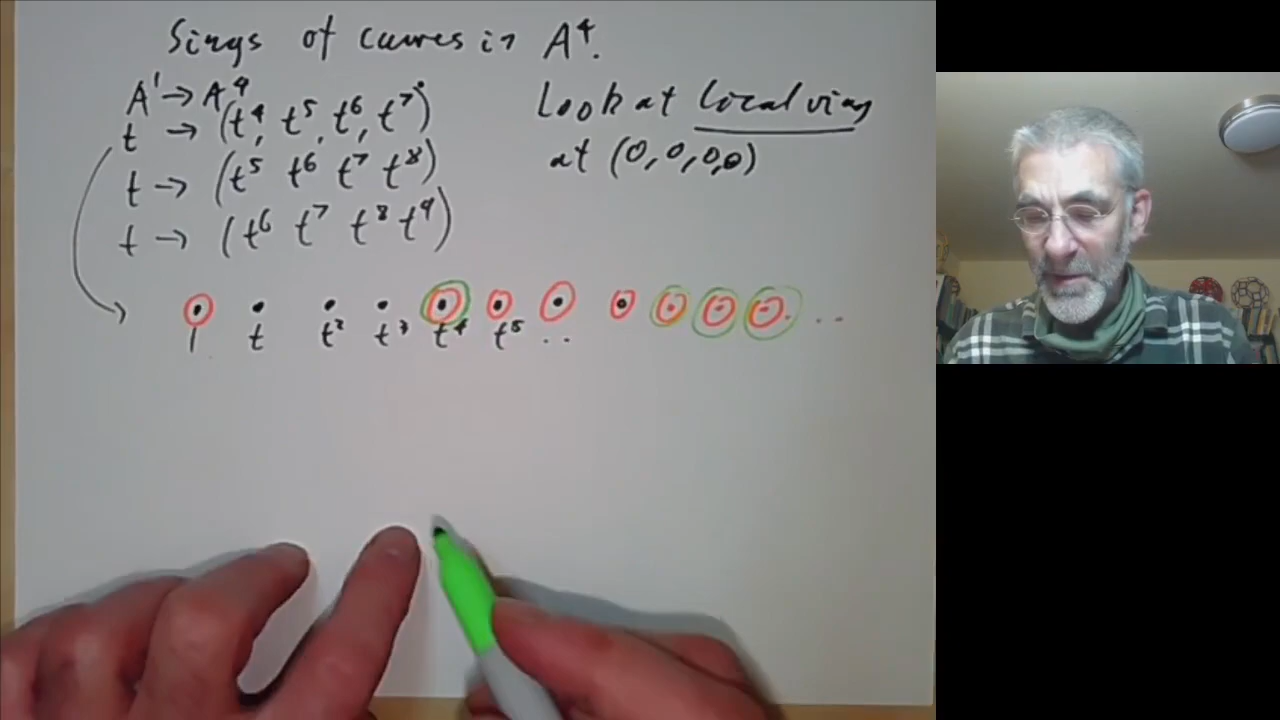 Sings of curves in A⁴.
A¹ → A⁴
t → (t⁴, t⁵, t⁶, t⁷)
t → (t⁵ t⁶ t⁷ t⁸)
t → (t⁶ t⁷ t⁸ t⁹)
Look at local ring
at (0,0,0,0)
1 t t² t³ t⁴ t⁵ ..